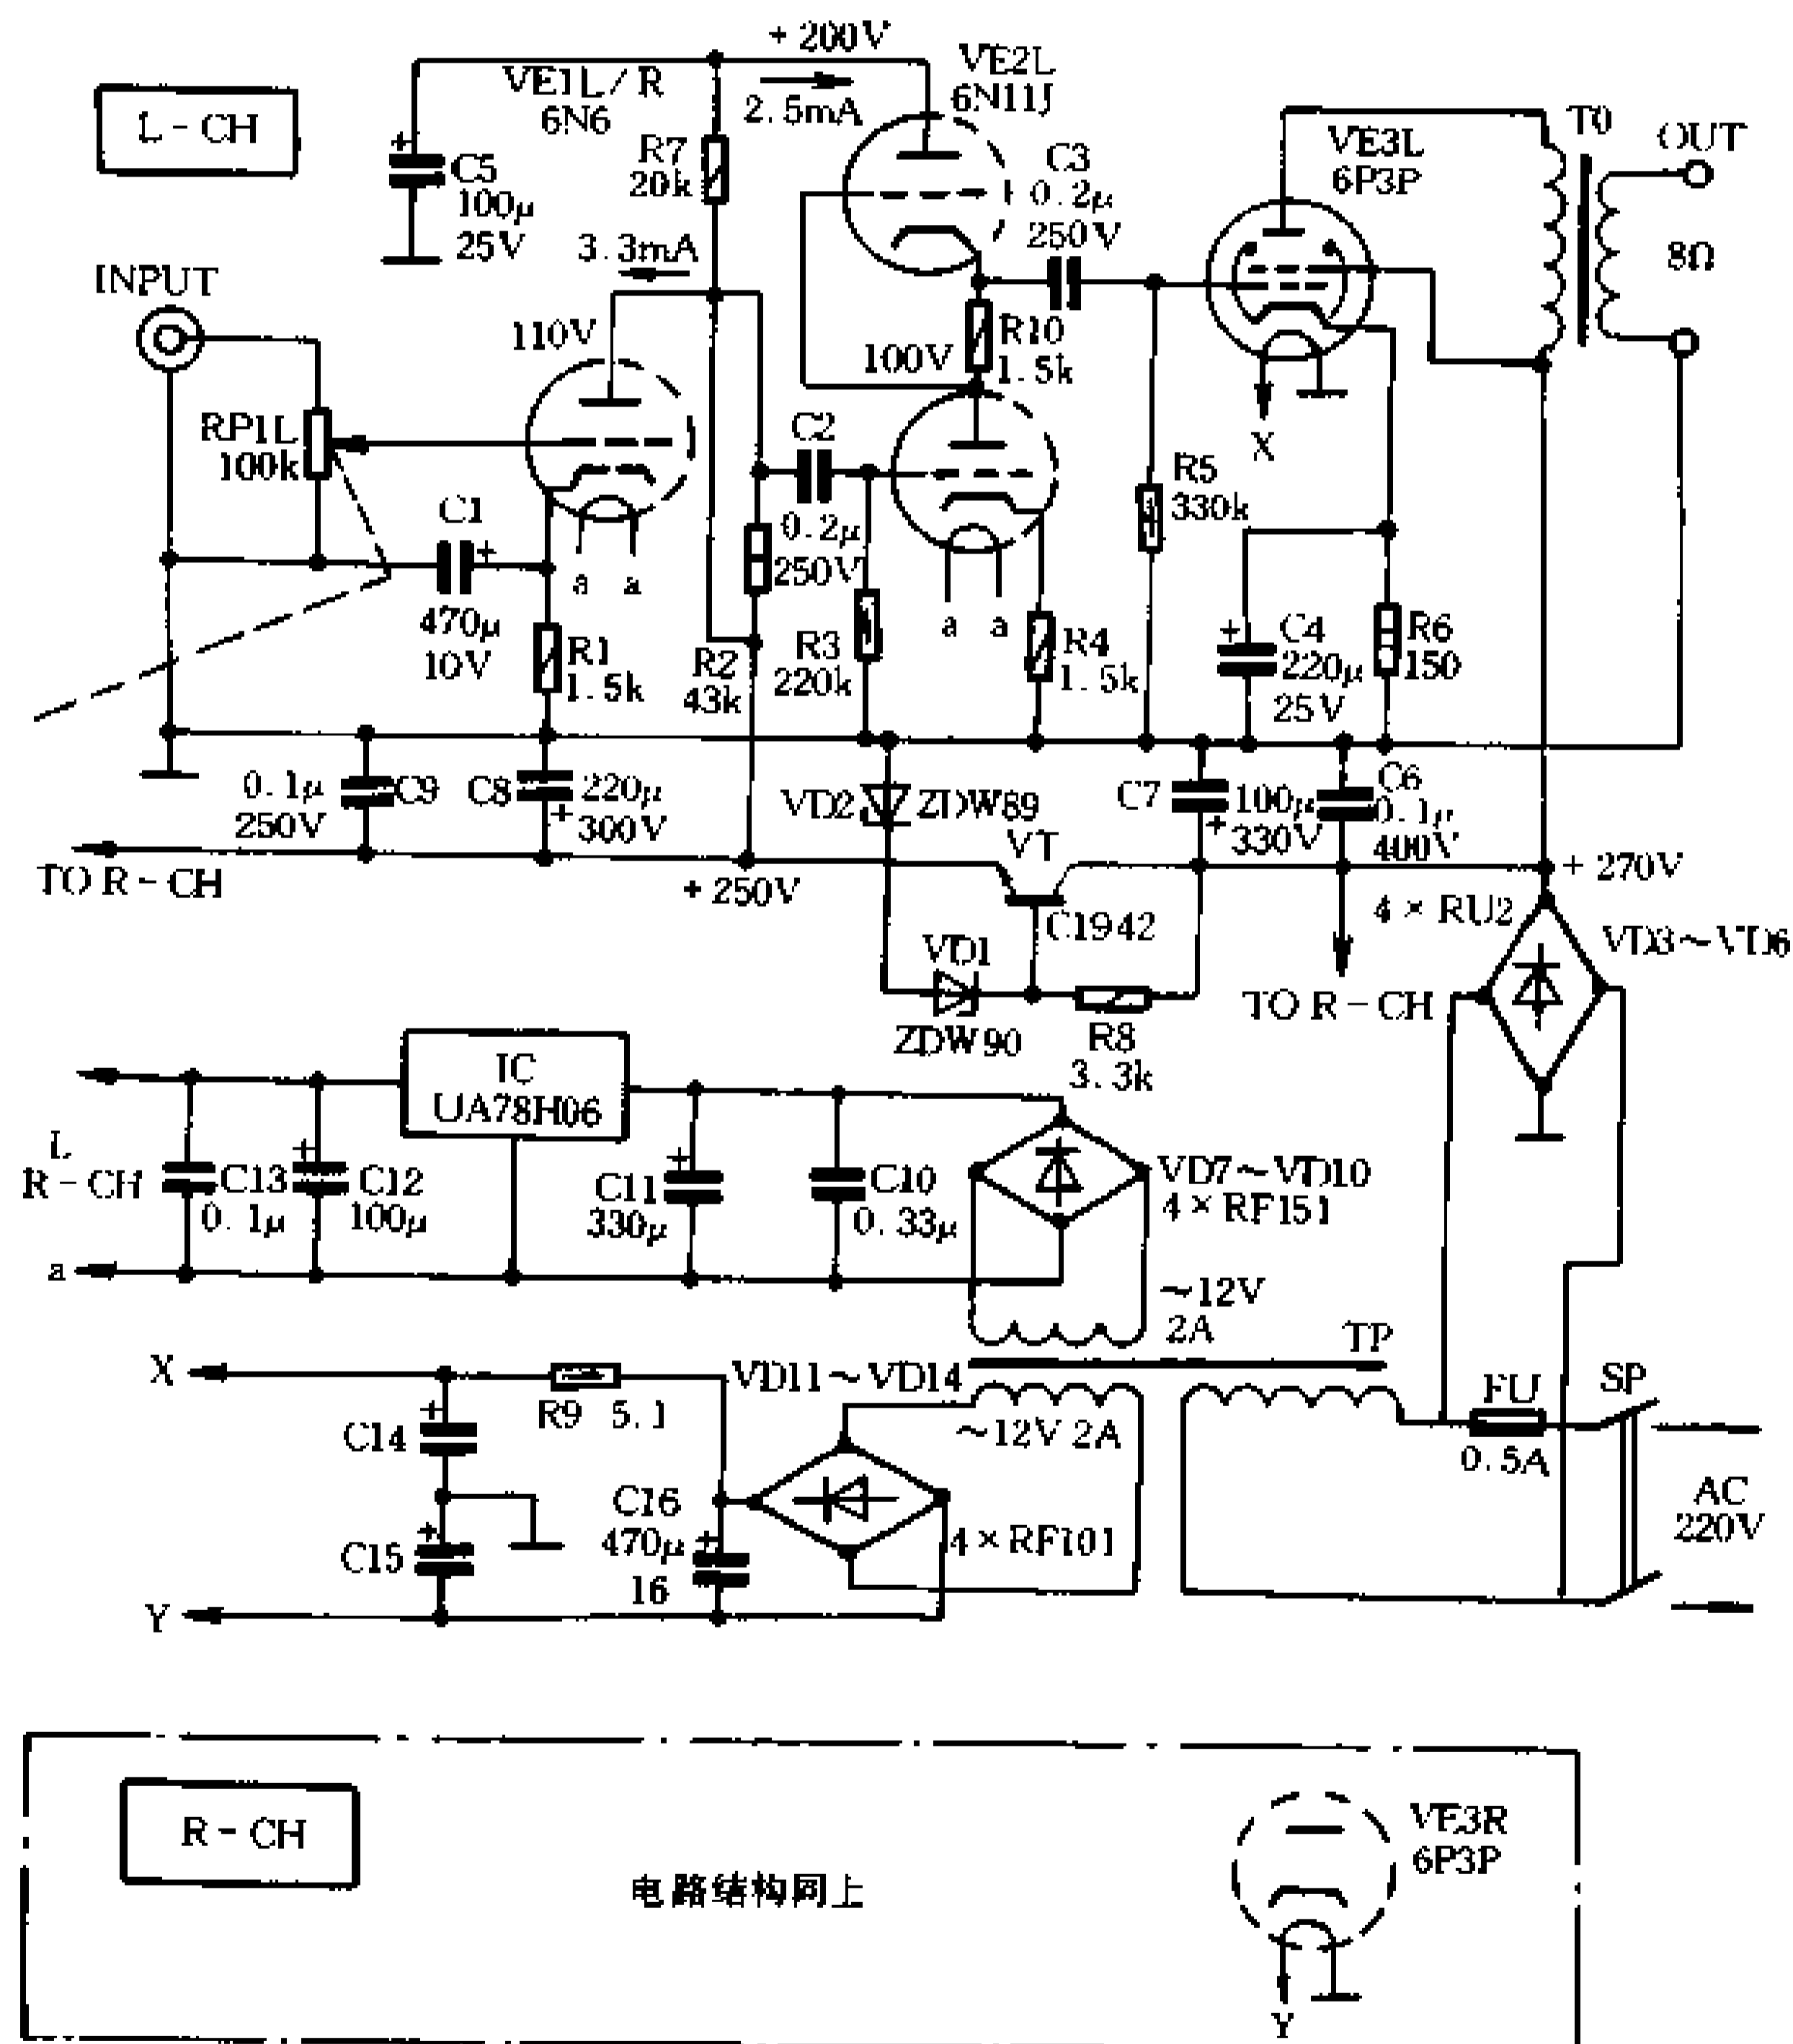 +200V
VE1L/R
6N6
2.5mA
VE2L
6N11J
L-CH
C5
100μ
25V
R7
20k
3.3mA
C3
0.2μ
250V
VE3L
6P3P
T0
OUT
8Ω
INPUT
110V
100V
R10
1.5k
RP1L
100k
X
C2
0.2μ
250V
R5
330k
C1
470μ
10V
a
a
R1
1.5k
R2
43k
R3
220k
a
a
R4
1.5k
C4
220μ
25V
R6
150
0.1μ
250V
C9
C8
220μ
300V
VD2
ZDW89
C7
100μ
330V
C6
0.1μ
400V
VT
TO R-CH
+250V
C1942
+270V
4×RU2
VD3～VD6
VD1
ZDW90
R8
3.3k
TO R-CH
IC
UA78H06
L
R-CH
C13
0.1μ
C12
100μ
C11
330μ
C10
0.33μ
VD7～VD10
4×RF151
a
～12V
2A
TP
X
R9 5.1
VD11～VD14
～12V 2A
FU
0.5A
SP
C14
C15
C16
470μ
16
4×RF101
AC
220V
Y
R-CH
VE3R
6P3P
电路结构同上
Y